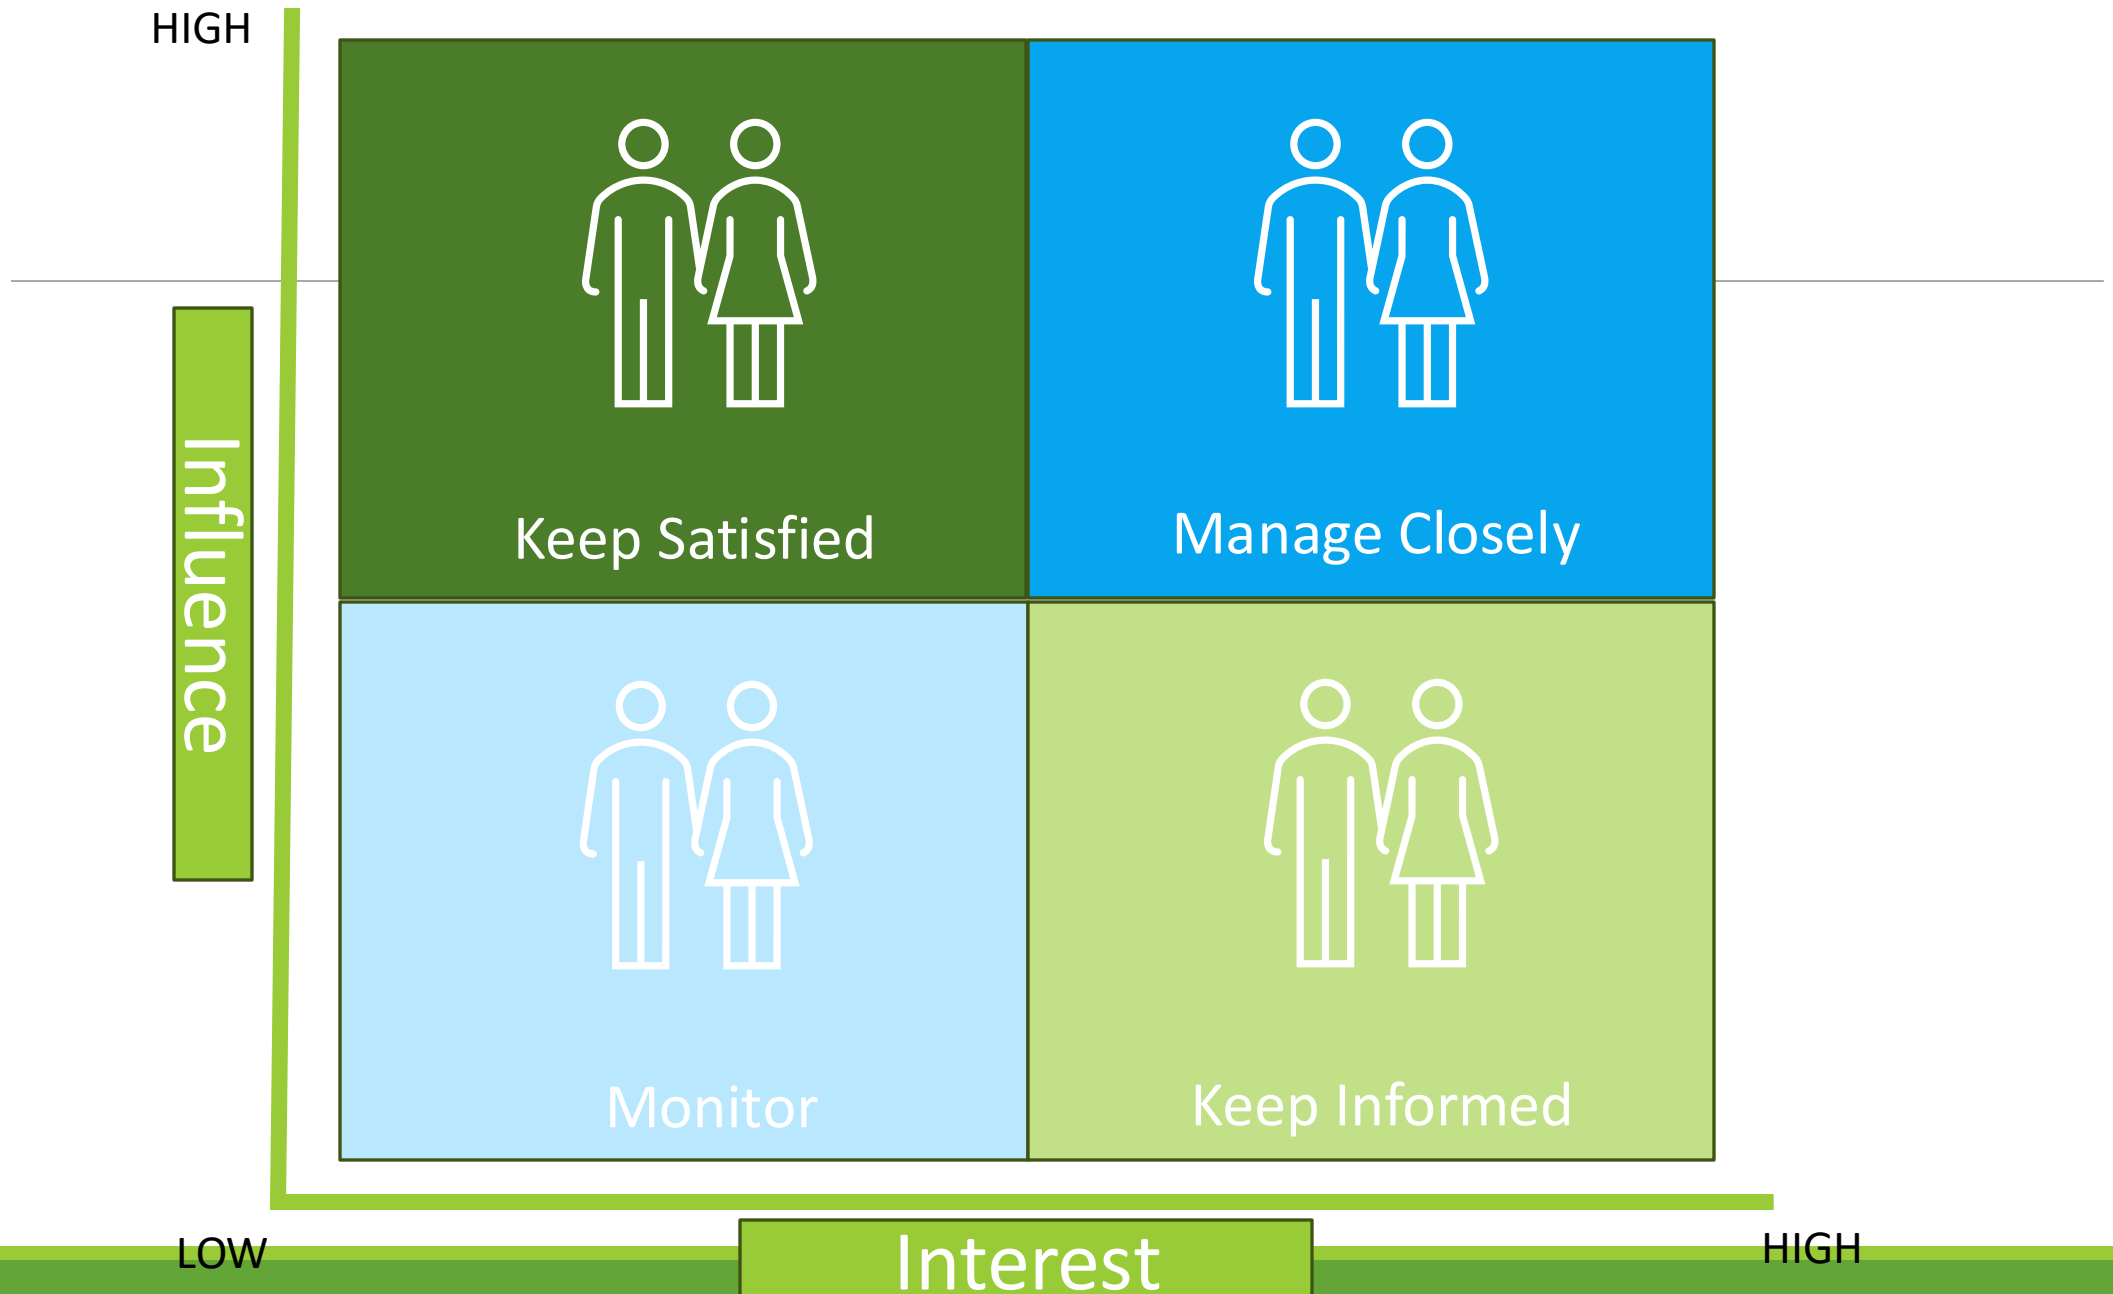 HIGH
Influence
Keep Satisfied
Manage Closely
Monitor
Keep Informed
LOW
Interest
HIGH